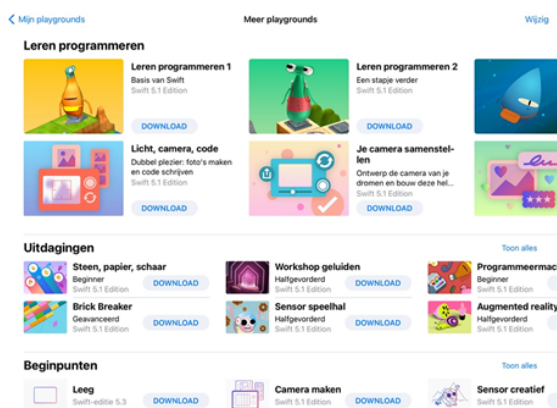 Mijn playgrounds
Meer playgrounds
Wijzig
Leren programmeren
Leren programmeren 1
Basis van Swift
Swift 5.1 Edition
DOWNLOAD
Leren programmeren 2
Een stapje verder
Swift 5.1 Edition
DOWNLOAD
Licht, camera, code
Dubbel plezier: foto's maken
en code schrijven
Swift 5.1 Edition
DOWNLOAD
Je camera samenstel-
len
Ontwerp de camera van je
dromen en bouw deze hel...
Swift 5.1 Edition
DOWNLOAD
Uitdagingen
Toon alles
Steen, papier, schaar
Beginner
Swift 5.1 Edition
DOWNLOAD
Workshop geluiden
Halfgevorderd
Swift 5.1 Edition
DOWNLOAD
Programmeermac
Beginner
Swift 5.1 Edition
Brick Breaker
Geavanceerd
Swift 5.1 Edition
DOWNLOAD
Sensor speelhal
Halfgevorderd
Swift 5.1 Edition
DOWNLOAD
Augmented reality
Halfgevorderd
Swift 5.1 Edition
Beginpunten
Toon alles
Leeg
Swift-editie 5.3
DOWNLOAD
Camera maken
Swift 5.1 Edition
DOWNLOAD
Sensor creatief
Swift 5.1 Edition